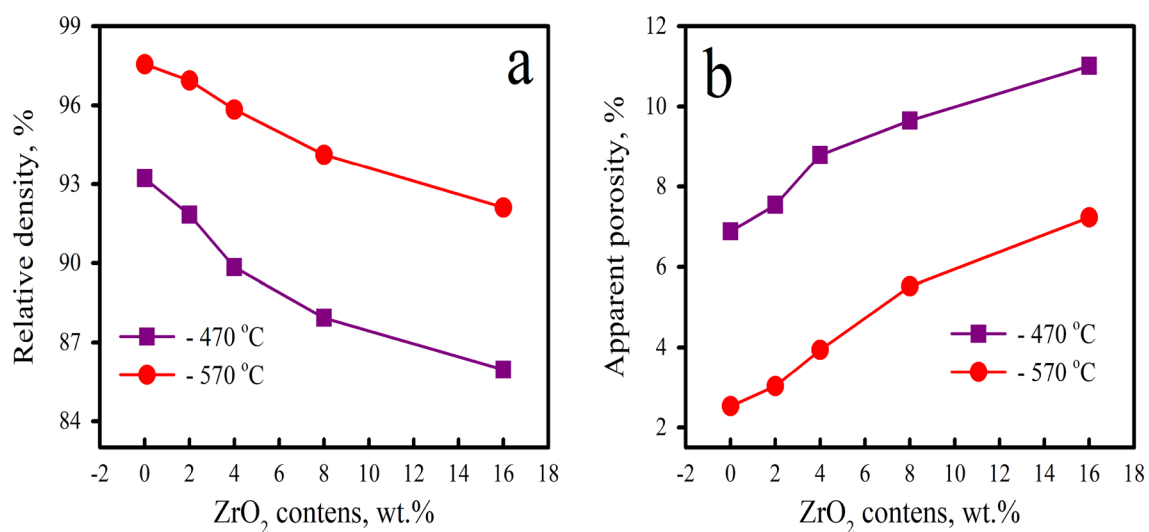 a
Relative density, %
99
96
93
90
87
84
- 470 °C
- 570 °C
-2 0 2 4 6 8 10 12 14 16 18
ZrO₂ contens, wt.%
b
Apparent porosity, %
12
10
8
6
4
2
- 470 °C
- 570 °C
-2 0 2 4 6 8 10 12 14 16 18
ZrO₂ contens, wt.%